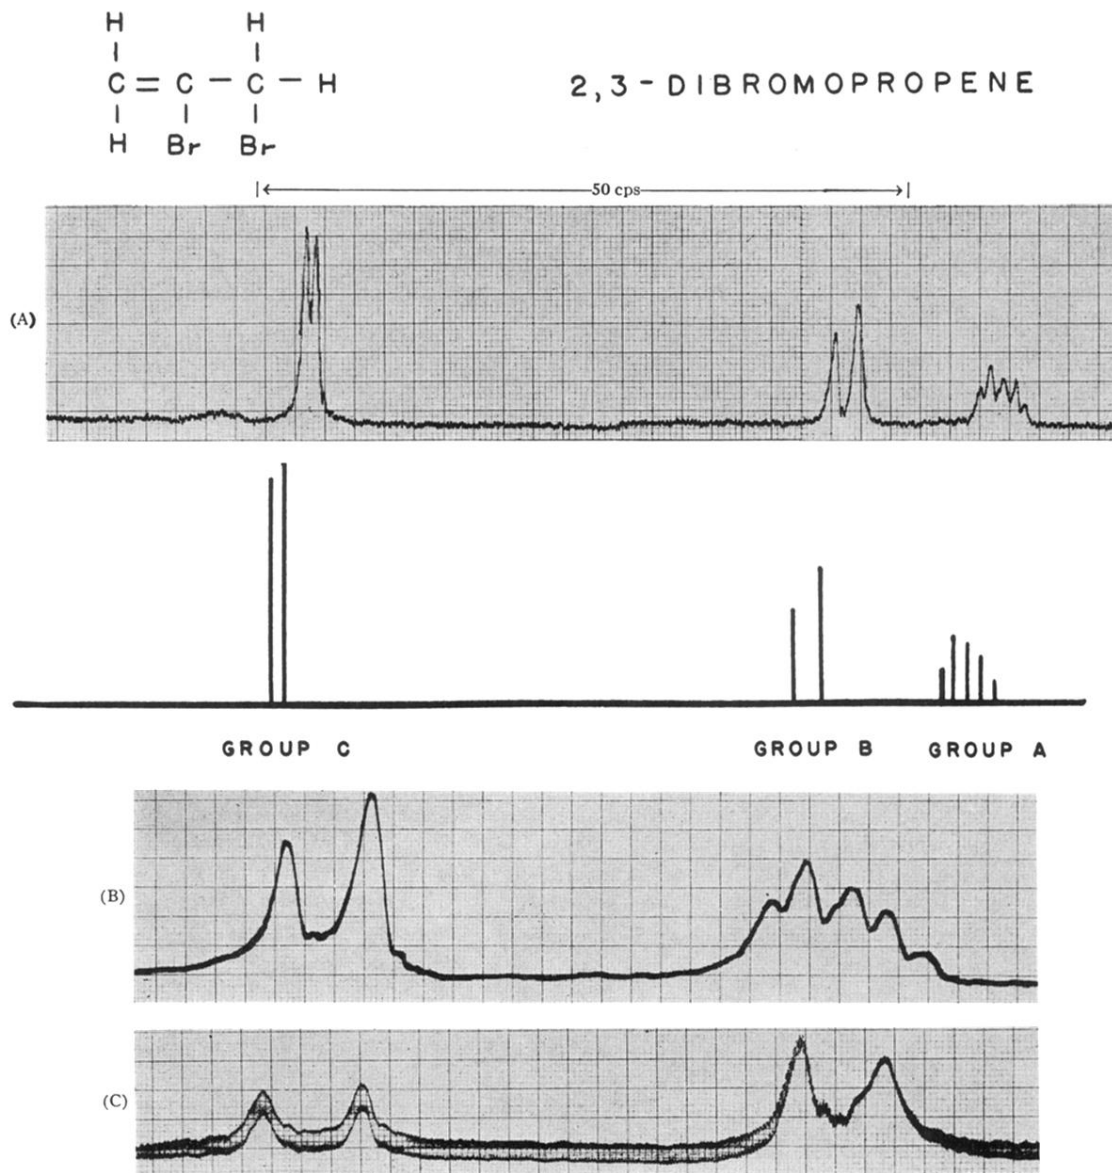 H H
C = C - C - H
H Br Br
2,3-DIBROMOPROPENE
50 cps
(A)
GROUP C GROUP B GROUP A
(B)
(C)